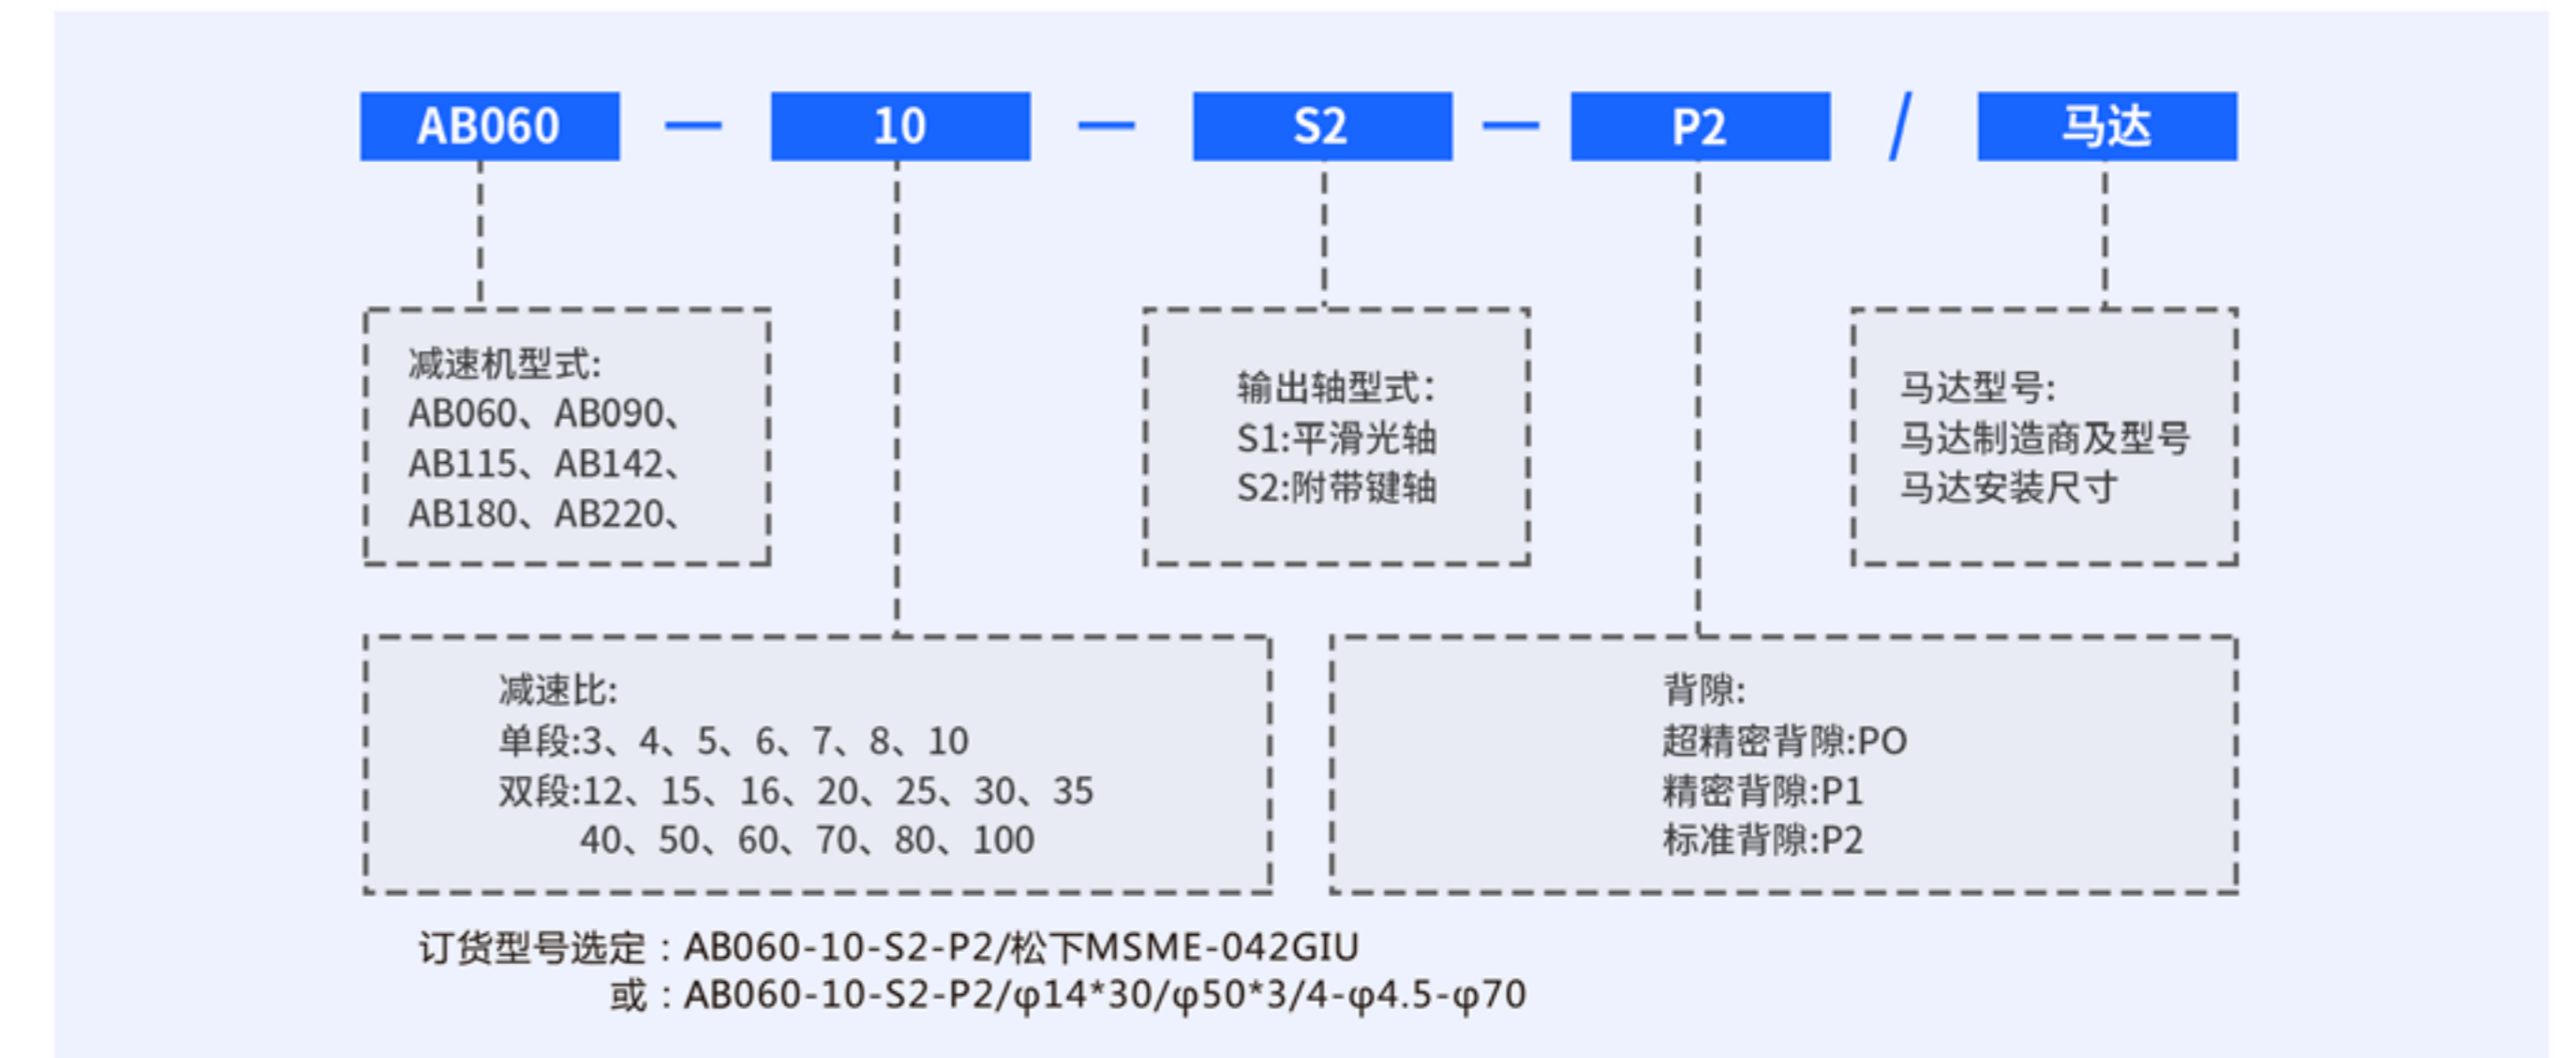 AB060 — 10 — S2 — P2 / 马达
减速机型式:
AB060、AB090、
AB115、AB142、
AB180、AB220、
输出轴型式:
S1:平滑光轴
S2:附带键轴
马达型号:
马达制造商及型号
马达安装尺寸
减速比:
单段:3、4、5、6、7、8、10
双段:12、15、16、20、25、30、35
40、50、60、70、80、100
背隙:
超精密背隙:PO
精密背隙:P1
标准背隙:P2
订货型号选定：AB060-10-S2-P2/松下MSME-042GIU
或：AB060-10-S2-P2/φ14*30/φ50*3/4-φ4.5-φ70